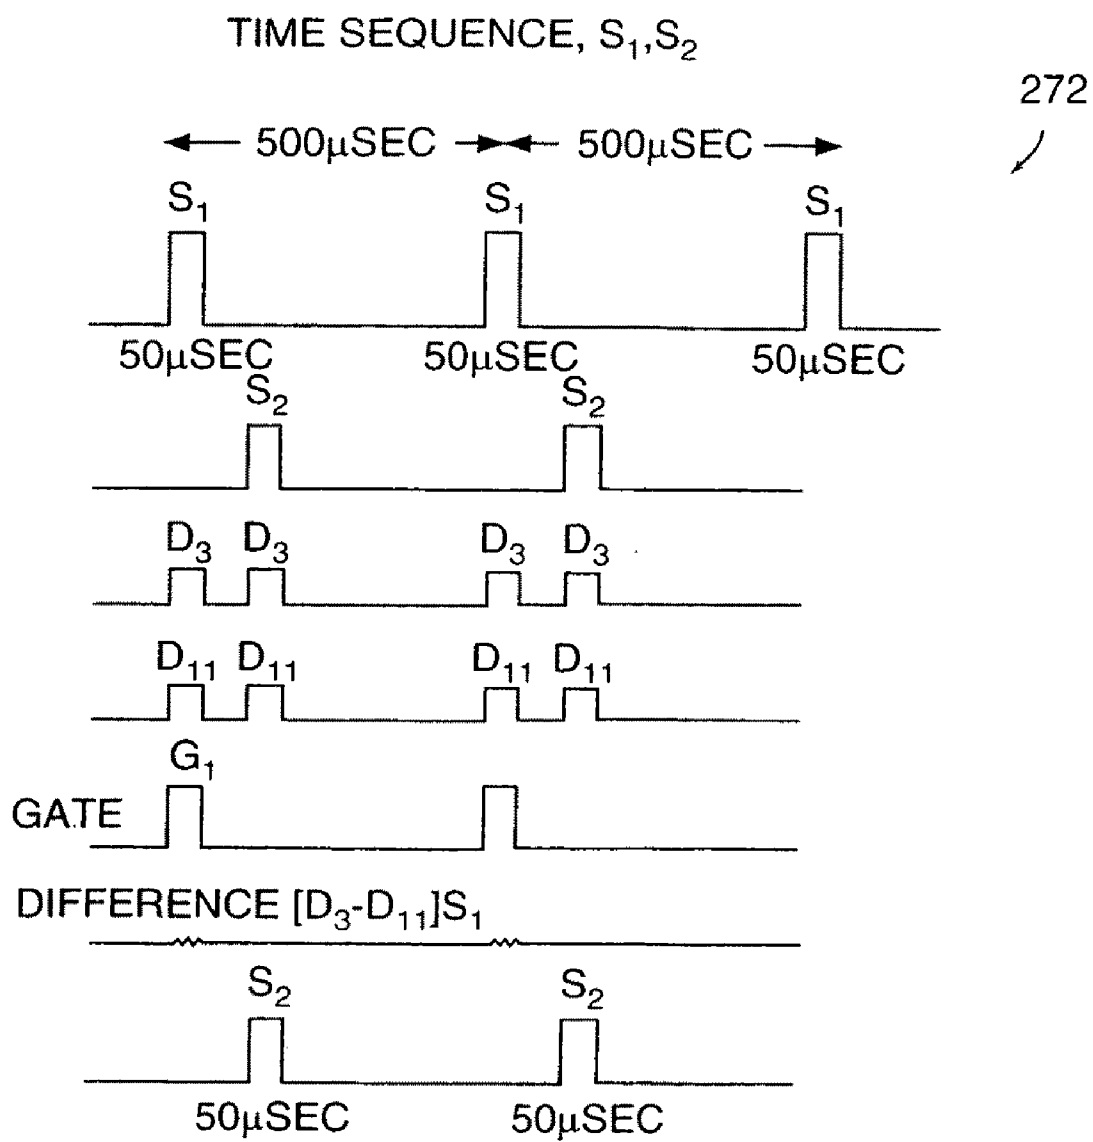 TIME SEQUENCE, S1,S2
272
500µSEC 500µSEC
S1 S1 S1
50µSEC 50µSEC 50µSEC
S2 S2
D3 D3 D3 D3
D11 D11 D11 D11
G1
GATE
DIFFERENCE [D3-D11]S1
S2 S2
50µSEC 50µSEC